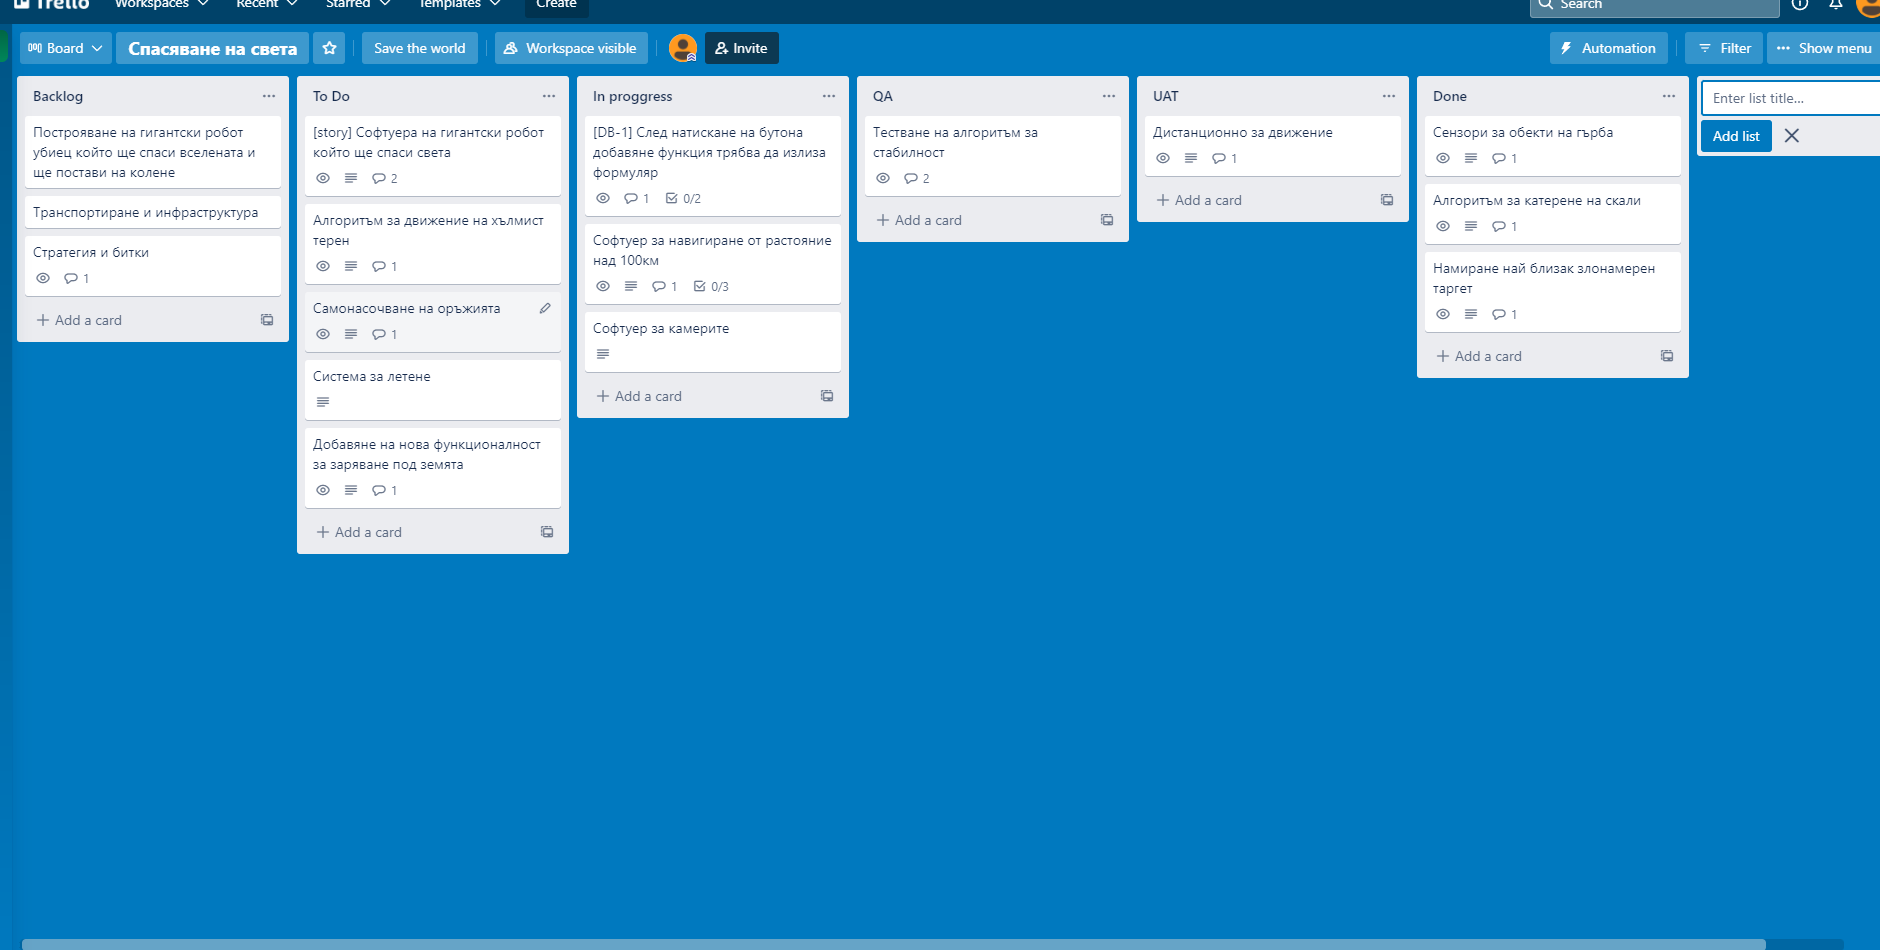 Trello
Workspaces
Recent
Starred
Templates
Create
Search
Board
Спасяване на света
Save the world
Workspace visible
Invite
Automation
Filter
Show menu
Backlog
Построяване на гигантски робот
убиец който ще спаси вселената и
ще постави на колене
Транспортиране и инфраструктура
Стратегия и битки
1
Add a card
To Do
[story] Софтуера на гигантски робот
който ще спаси света
2
Алгоритъм за движение на хълмист
терен
1
Самонасочване на оръжията
1
Система за летене
Добавяне на нова функционалност
за заряване под земята
1
Add a card
In proggress
[DB-1] След натискане на бутона
добавяне функция трябва да излиза
формуляр
1 0/2
Софтуер за навигиране от растояние
над 100км
1 0/3
Софтуер за камерите
Add a card
QA
Тестване на алгоритъм за
стабилност
2
Add a card
UAT
Дистанционно за движение
1
Add a card
Done
Сензори за обекти на гърба
1
Алгоритъм за катерене на скали
1
Намиране най близак злонамерен
таргет
1
Add a card
Enter list title...
Add list